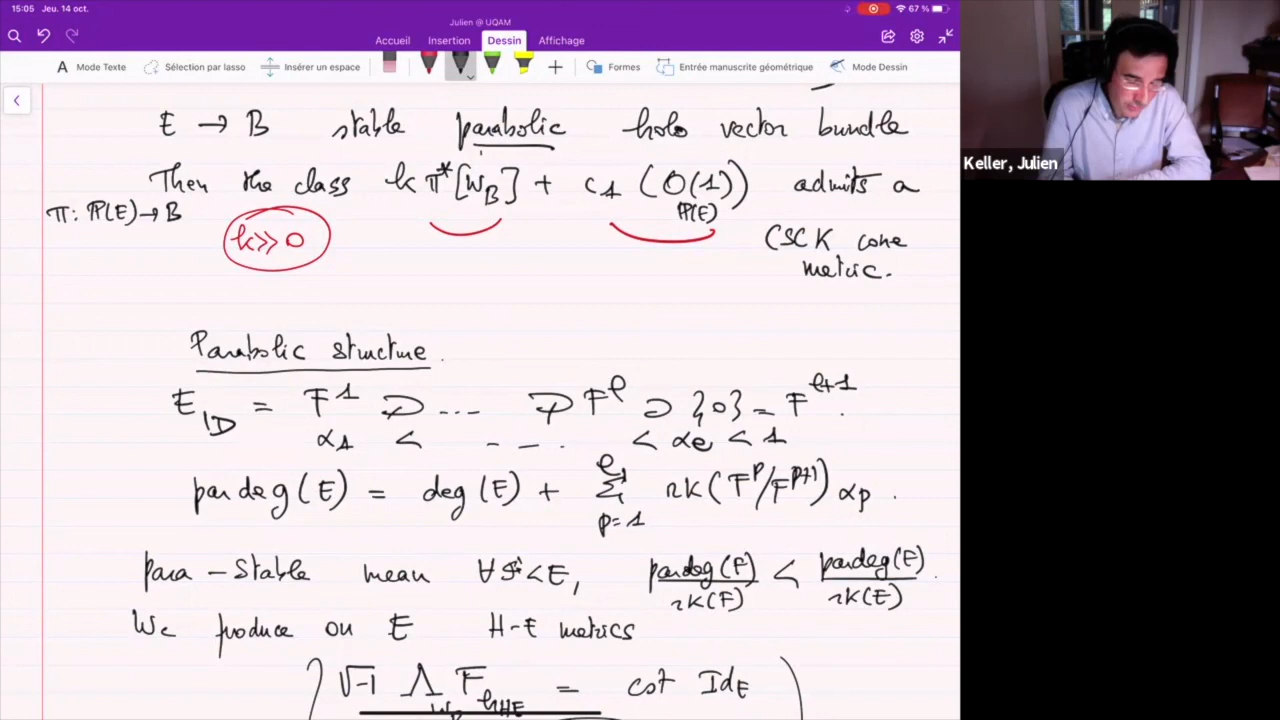 15:05 Jeu. 14 oct.
67 %
Julien @ UQAM
Accueil Insertion Dessin Affichage
A Mode Texte Sélection par lasso Insérer un espace Formes Entrée manuscrite géométrique Mode Dessin
E → B stable parabolic holo vector bundle
Then the class k π*[ω_B] + c_1 (O(1)) admits a
π: ℙ(E) → B ℙ(E)
k >> 0 CSCK cone
metric.
Parabolic structure.
E_|D = F^1 ⊋ ... ⊋ F^l ⊃ {0} = F^{l+1}.
α_1 < - - . < α_l < 1
pardeg(E) = deg(E) + Σ_{p=1}^{l} rk(F^p/F^{p+1}) α_p.
para-stable mean ∀ F < E, pardeg(F)/rk(F) < pardeg(E)/rk(E).
We produce on E H-E metrics
√-1 Λ_{ω_B} F_{h_HE} = cst Id_E
Keller, Julien